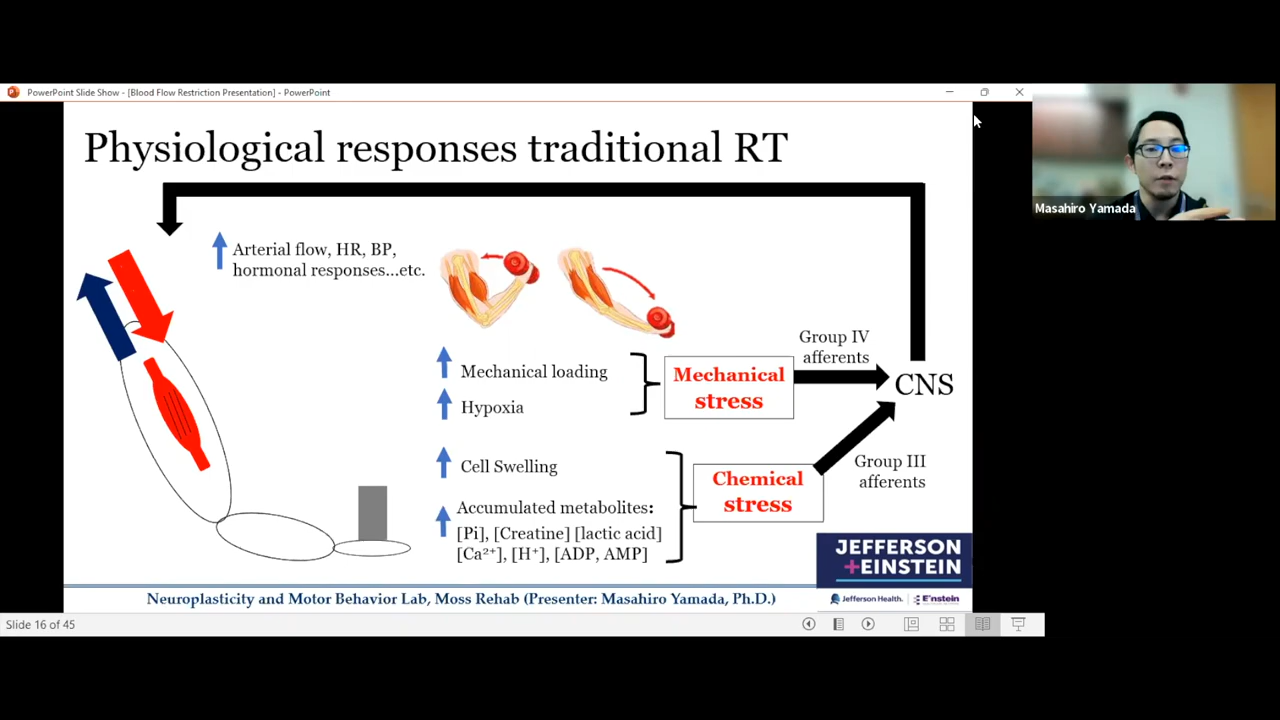 PowerPoint Slide Show - [Blood Flow Restriction Presentation] - PowerPoint
Physiological responses traditional RT
Masahiro Yamada
Arterial flow, HR, BP,
hormonal responses...etc.
Group IV
afferents
Mechanical loading
Hypoxia
Mechanical
stress
CNS
Cell Swelling
Accumulated metabolites:
[Pi], [Creatine] [lactic acid]
[Ca²⁺], [H⁺], [ADP, AMP]
Chemical
stress
Group III
afferents
JEFFERSON
+EINSTEIN
Neuroplasticity and Motor Behavior Lab, Moss Rehab (Presenter: Masahiro Yamada, Ph.D.)
Jefferson Health. | Einstein
Slide 16 of 45